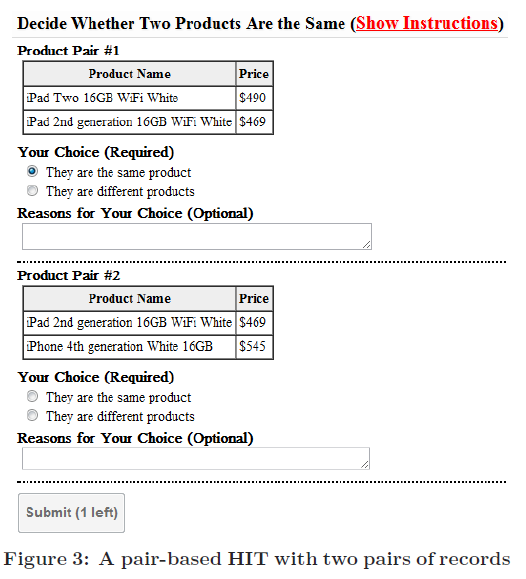 Decide Whether Two Products Are the Same (Show Instructions)
Product Pair #1
Product Name Price
iPad Two 16GB WiFi White $490
iPad 2nd generation 16GB WiFi White $469
Your Choice (Required)
They are the same product
They are different products
Reasons for Your Choice (Optional)
Product Pair #2
Product Name Price
iPad 2nd generation 16GB WiFi White $469
iPhone 4th generation White 16GB $545
Your Choice (Required)
They are the same product
They are different products
Reasons for Your Choice (Optional)
Submit (1 left)
Figure 3: A pair-based HIT with two pairs of records